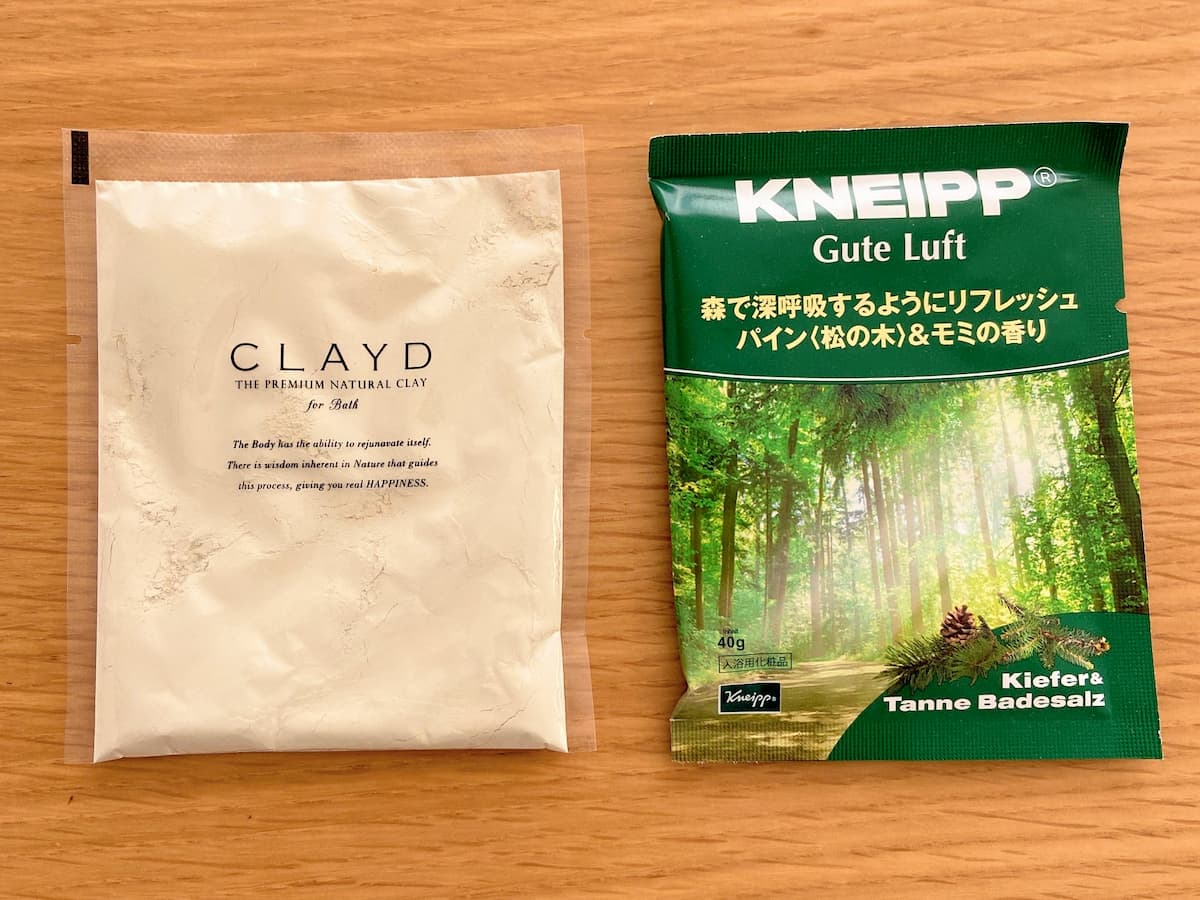 CLAYD
THE PREMIUM NATURAL CLAY
for Bath
The Body has the ability to rejunavate itself.
There is wisdom inherent in Nature that guides
this process, giving you real HAPPINESS.
KNEIPP®
Gute Luft
森で深呼吸するようにリフレッシュ
パイン〈松の木〉&モミの香り
Inhalt
40g
入浴用化粧品
Kneipp®
Kiefer&
Tanne Badesalz